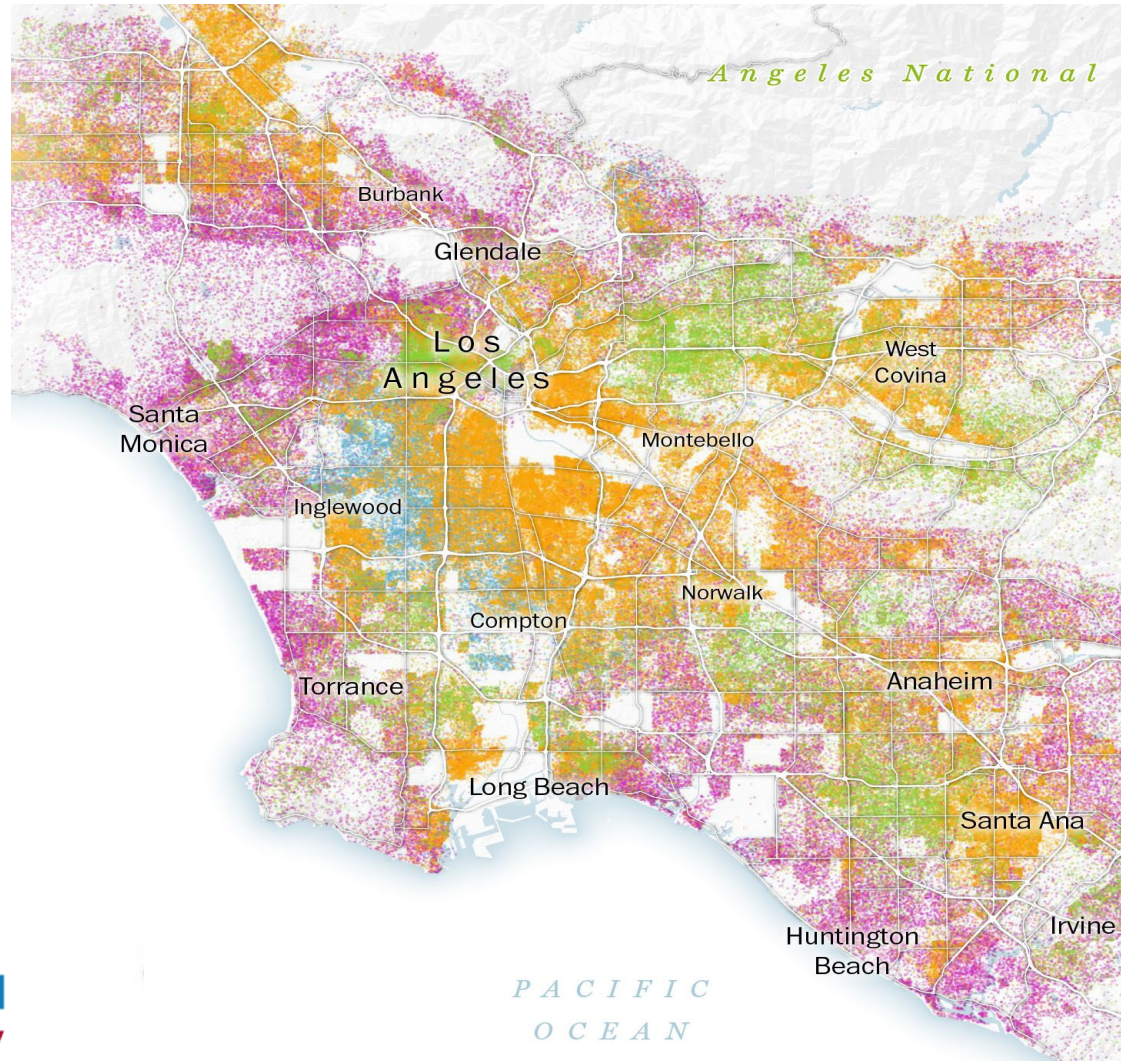 Angeles National
Burbank
Glendale
Los
Angeles
West
Covina
Santa
Monica
Montebello
Inglewood
Norwalk
Compton
Torrance
Anaheim
Long Beach
Santa Ana
Irvine
Huntington
Beach
PACIFIC
OCEAN